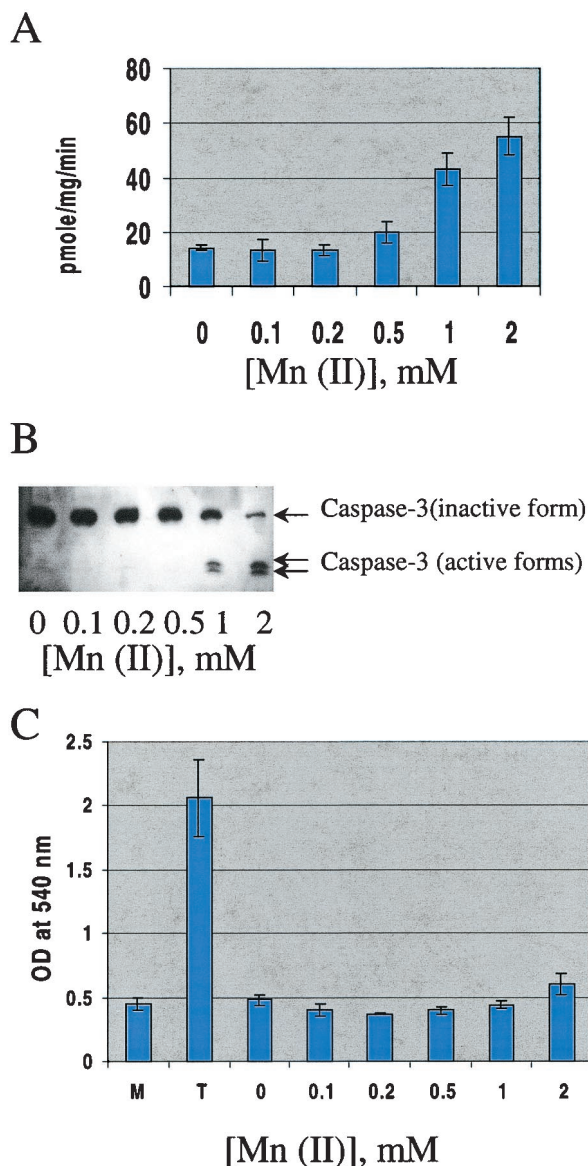 A
pmole/mg/min
80
60
40
20
0
0 0.1 0.2 0.5 1 2
[Mn (II)], mM
B
Caspase-3(inactive form)
Caspase-3 (active forms)
0 0.1 0.2 0.5 1 2
[Mn (II)], mM
C
OD at 540 nm
2.5
2
1.5
1
0.5
0
M T 0 0.1 0.2 0.5 1 2
[Mn (II)], mM